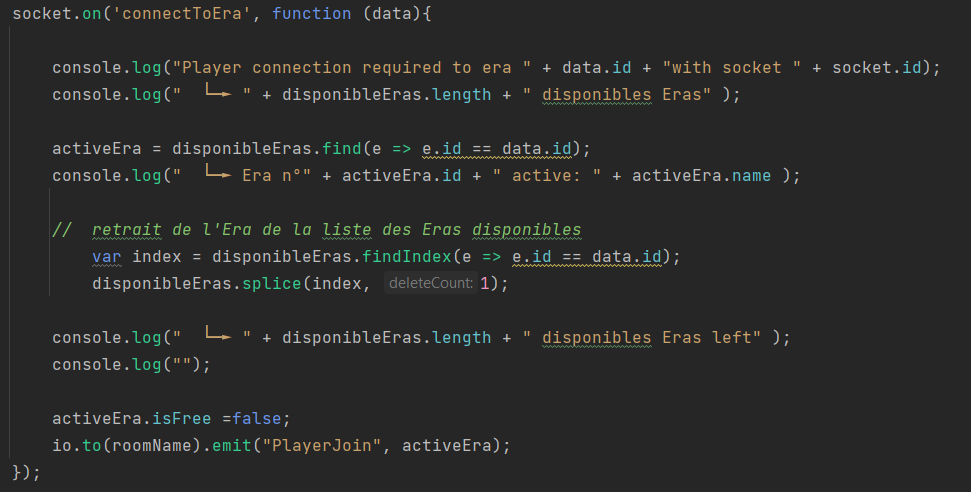 socket.on('connectToEra', function (data){
console.log("Player connection required to era " + data.id + "with socket " + socket.id);
console.log("   └─► " + disponibleEras.length + " disponibles Eras" );
activeEra = disponibleEras.find(e => e.id == data.id);
console.log("   └─► Era n°" + activeEra.id + " active: " + activeEra.name );
//  retrait de l'Era de la liste des Eras disponibles
var index = disponibleEras.findIndex(e => e.id == data.id);
disponibleEras.splice(index, deleteCount: 1);
console.log("   └─► " + disponibleEras.length + " disponibles Eras left" );
console.log("");
activeEra.isFree =false;
io.to(roomName).emit("PlayerJoin", activeEra);
});